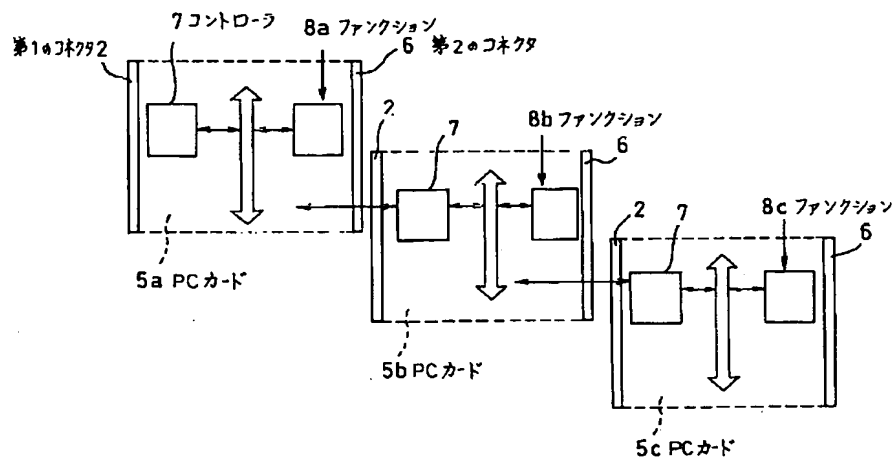 7 コントローラ
8a ファンクション
第1のコネクタ2
6 第2のコネクタ
5a PCカード
2
7
8b ファンクション
6
5b PCカード
2
7
8c ファンクション
6
5c PCカード